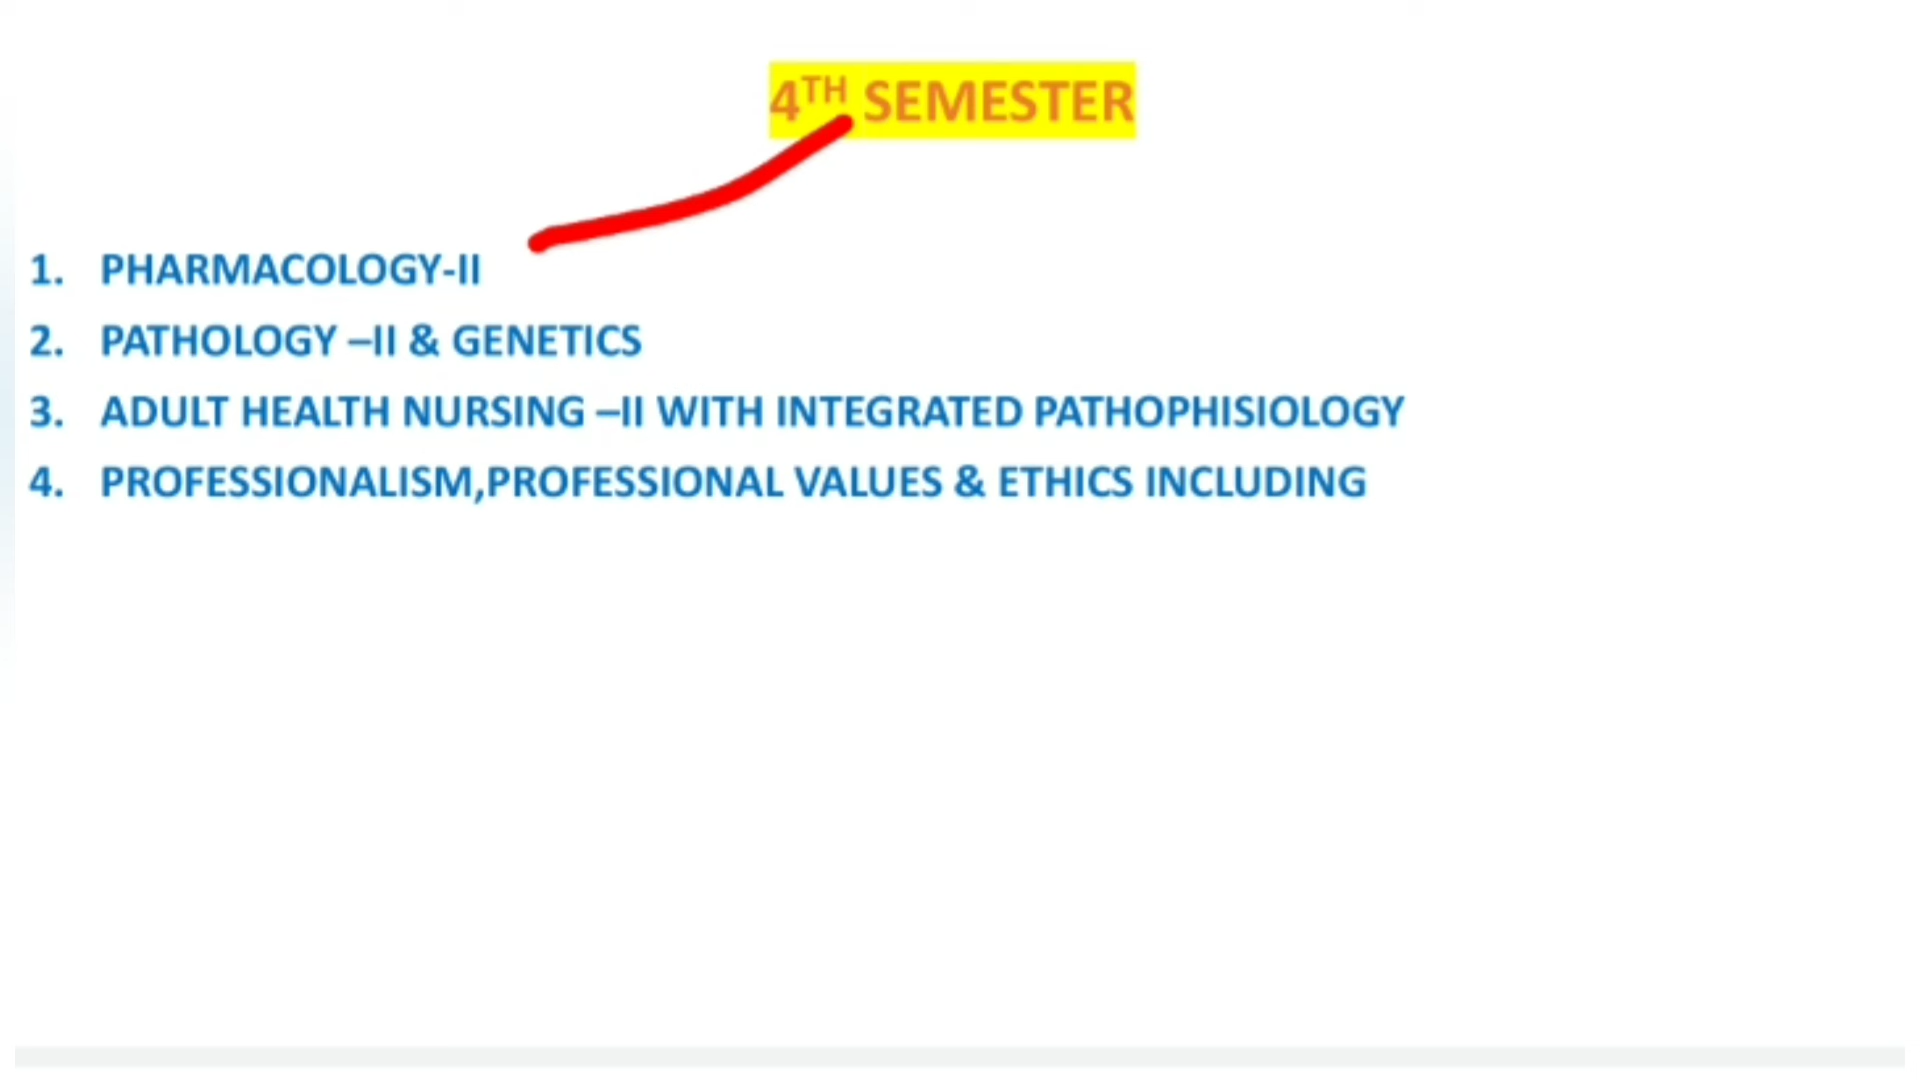 4TH SEMESTER
1. PHARMACOLOGY-II
2. PATHOLOGY –II & GENETICS
3. ADULT HEALTH NURSING –II WITH INTEGRATED PATHOPHISIOLOGY
4. PROFESSIONALISM,PROFESSIONAL VALUES & ETHICS INCLUDING